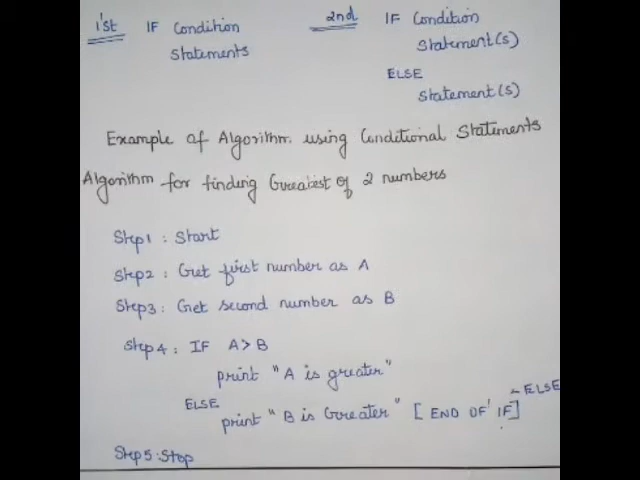 1'st IF Condition
Statements
2nd IF Condition
Statement(s)
ELSE
Statement(s)
Example of Algorithm using Conditional Statements
Algorithm for finding Greatest of 2 numbers
Step1 : Start
Step2 : Get first number as A
Step3 : Get second number as B
Step4 : IF A > B
print "A is greater"
ELSE
print "B is Greater" [END OF IF] - ELSE
Step5 : Stop